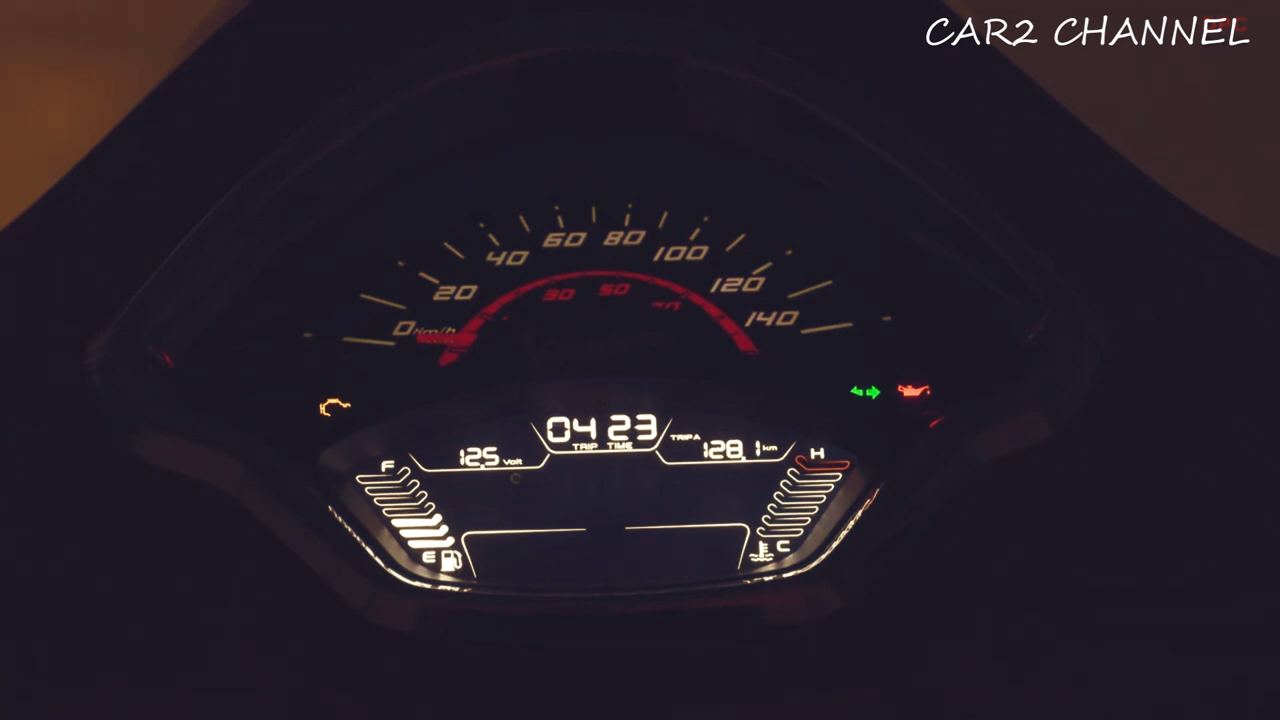 CAR2 CHANNEL
60 80
40 100
20 120
30 50
0 km/h 140
04 23
TRIP TIME
12.5 Volt
TRIP A 128.1 km
F H
E C